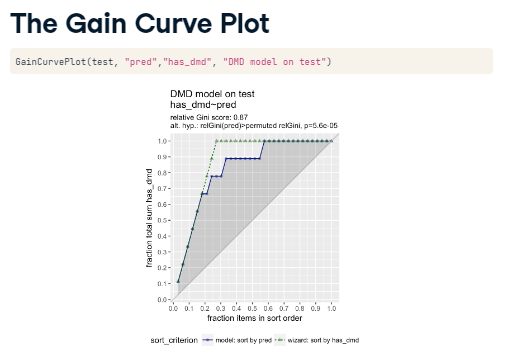 The Gain Curve Plot
GainCurvePlot(test, "pred","has_dmd", "DMD model on test")
DMD model on test
has_dmd~pred
relative Gini score: 0.87
alt. hyp.: relGini(pred)>permuted relGini, p=5.6e-05
1.0
0.9
0.8
0.7
0.6
0.5
0.4
0.3
0.2
0.1
0.0
fraction total sum has_dmd
0.0 0.1 0.2 0.3 0.4 0.5 0.6 0.7 0.8 0.9 1.0
fraction items in sort order
sort_criterion model: sort by pred wizard: sort by has_dmd